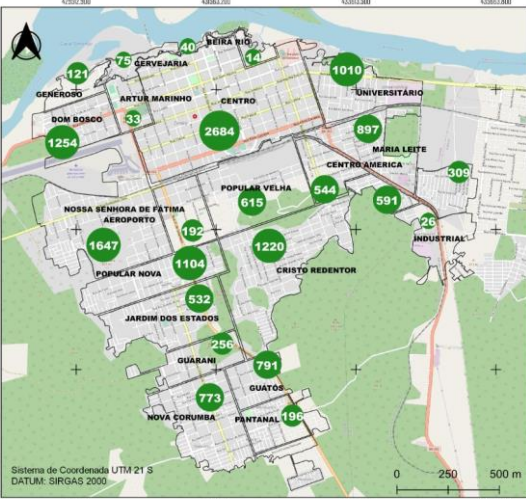 40
BEIRA RIO
75
14
CERVEJARIA
121
1010
GENEROSO
ARTUR MARINHO
CENTRO
UNIVERSITÁRIO
DOM BOSCO
33
1254
2684
897
MARIA LEITE
CENTRO AMERICA
309
POPULAR VELHA
544
615
591
NOSSA SENHORA DE FÁTIMA
AEROPORTO
192
26
1647
1220
INDUSTRIAL
1104
POPULAR NOVA
CRISTO REDENTOR
532
JARDIM DOS ESTADOS
256
GUARANI
791
GUATÓS
773
NOVA CORUMBA
PANTANAL
196
Sistema de Coordenada UTM 21 S
DATUM: SIRGAS 2000
0 250 500 m